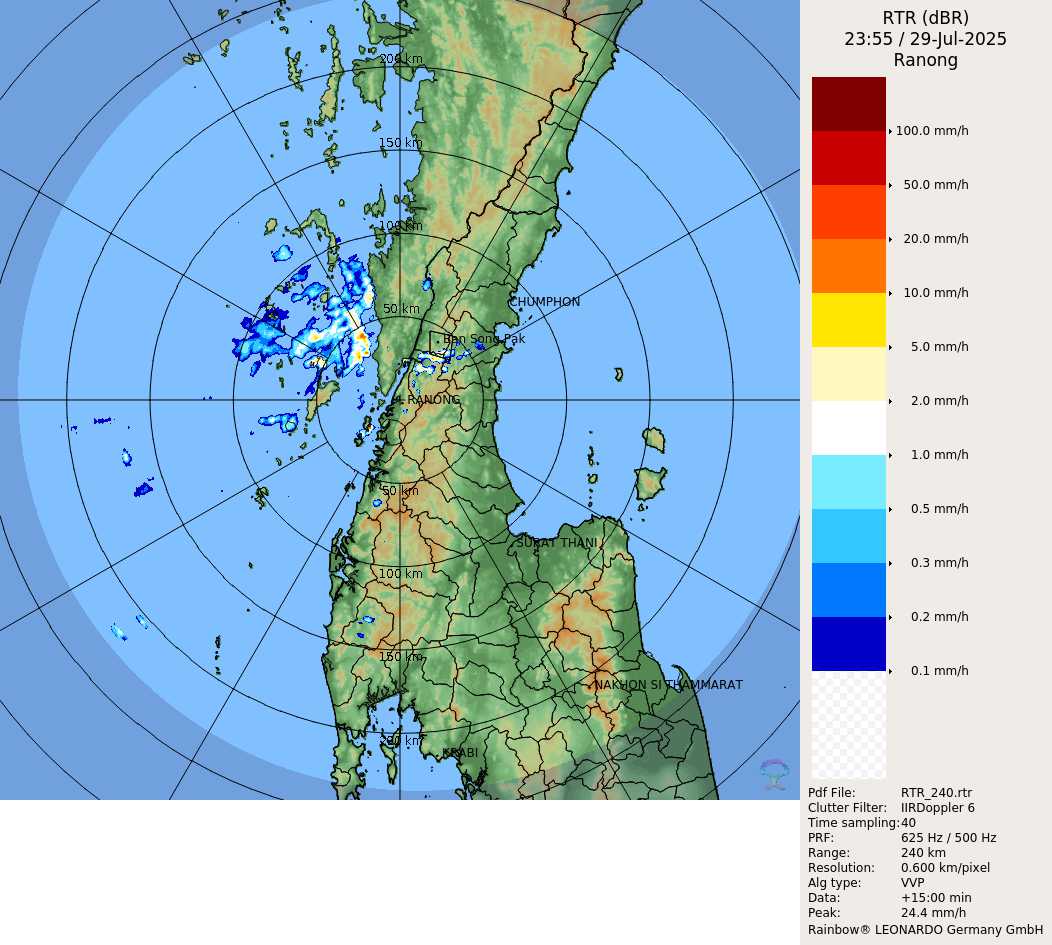 RTR (dBR)
23:55 / 29-Jul-2025
Ranong
200 km
150 km
100 km
50 km
CHUMPHON
Ban Song Pak
RANONG
50 km
SURAT THANI
100 km
150 km
NAKHON SI THAMMARAT
200 km
KRABI
100.0 mm/h
50.0 mm/h
20.0 mm/h
10.0 mm/h
5.0 mm/h
2.0 mm/h
1.0 mm/h
0.5 mm/h
0.3 mm/h
0.2 mm/h
0.1 mm/h
Pdf File: RTR_240.rtr
Clutter Filter: IIRDoppler 6
Time sampling:40
PRF: 625 Hz / 500 Hz
Range: 240 km
Resolution: 0.600 km/pixel
Alg type: VVP
Data: +15:00 min
Peak: 24.4 mm/h
Rainbow® LEONARDO Germany GmbH